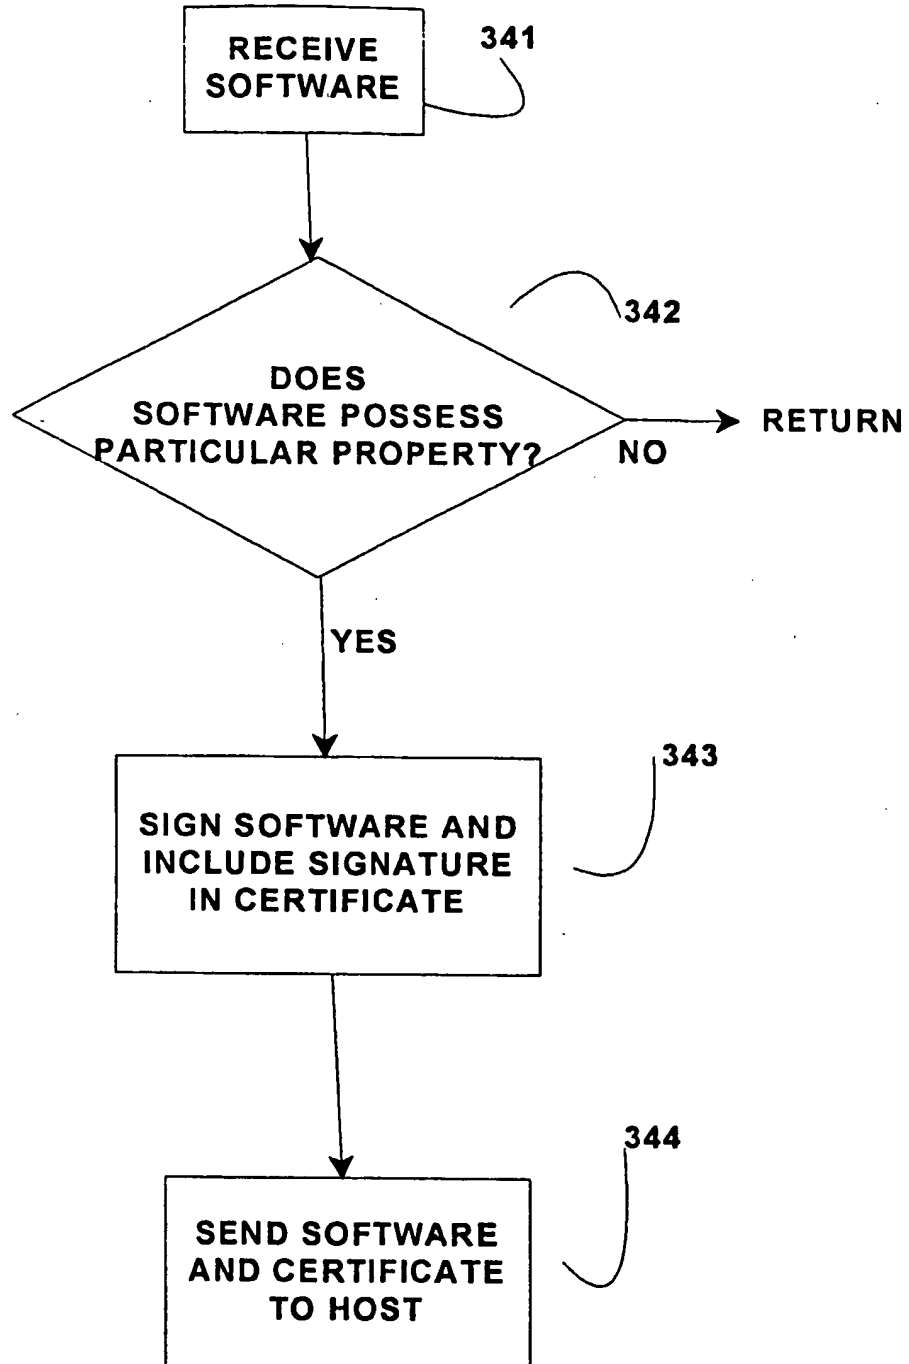 RECEIVE
SOFTWARE
341
342
DOES
SOFTWARE POSSESS
PARTICULAR PROPERTY?
RETURN
NO
YES
343
SIGN SOFTWARE AND
INCLUDE SIGNATURE
IN CERTIFICATE
344
SEND SOFTWARE
AND CERTIFICATE
TO HOST